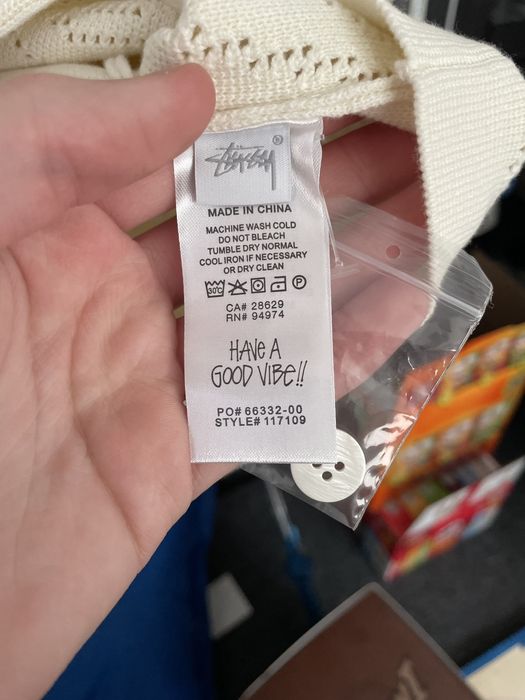 Stüssy
®
MADE IN CHINA
MACHINE WASH COLD
DO NOT BLEACH
TUMBLE DRY NORMAL
COOL IRON IF NECESSARY
OR DRY CLEAN
30C P
CA# 28629
RN# 94974
HAVE A
GOOD VIBE!!
PO# 66332-00
STYLE# 117109